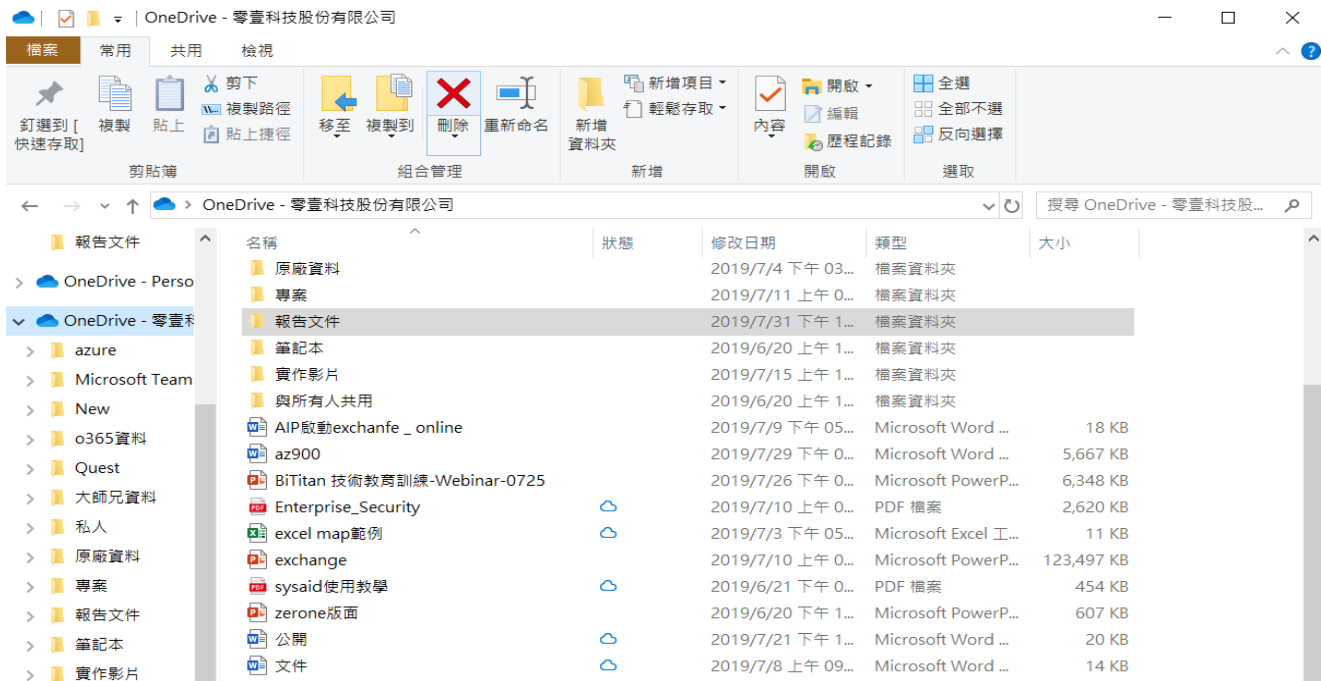 OneDrive - 零壹科技股份有限公司
檔案 常用 共用 檢視
釘選到 [快速存取] 複製 貼上 剪下 複製路徑 貼上捷徑 移至 複製到 刪除 重新命名 新增資料夾 新增項目 輕鬆存取 內容 開啟 編輯 歷程記錄 全選 全部不選 反向選擇
剪貼簿 組合管理 新增 開啟 選取
OneDrive - 零壹科技股份有限公司 搜尋 OneDrive - 零壹科技股...
報告文件
OneDrive - Perso
OneDrive - 零壹科
azure
Microsoft Team
New
o365資料
Quest
大師兄資料
私人
原廠資料
專案
報告文件
筆記本
實作影片
名稱 狀態 修改日期 類型 大小
原廠資料 2019/7/4 下午 03... 檔案資料夾
專案 2019/7/11 上午 0... 檔案資料夾
報告文件 2019/7/31 下午 1... 檔案資料夾
筆記本 2019/6/20 上午 1... 檔案資料夾
實作影片 2019/7/15 上午 1... 檔案資料夾
與所有人共用 2019/6/20 上午 1... 檔案資料夾
AIP啟動exchanfe _ online 2019/7/9 下午 05... Microsoft Word ... 18 KB
az900 2019/7/29 下午 0... Microsoft Word ... 5,667 KB
BiTitan 技術教育訓練-Webinar-0725 2019/7/26 下午 0... Microsoft PowerP... 6,348 KB
Enterprise_Security 2019/7/10 上午 0... PDF 檔案 2,620 KB
excel map範例 2019/7/3 下午 05... Microsoft Excel 工... 11 KB
exchange 2019/7/10 上午 0... Microsoft PowerP... 123,497 KB
sysaid使用教學 2019/6/21 下午 0... PDF 檔案 454 KB
zerone版面 2019/6/20 下午 1... Microsoft PowerP... 607 KB
公開 2019/7/21 下午 1... Microsoft Word ... 20 KB
文件 2019/7/8 上午 09... Microsoft Word ... 14 KB